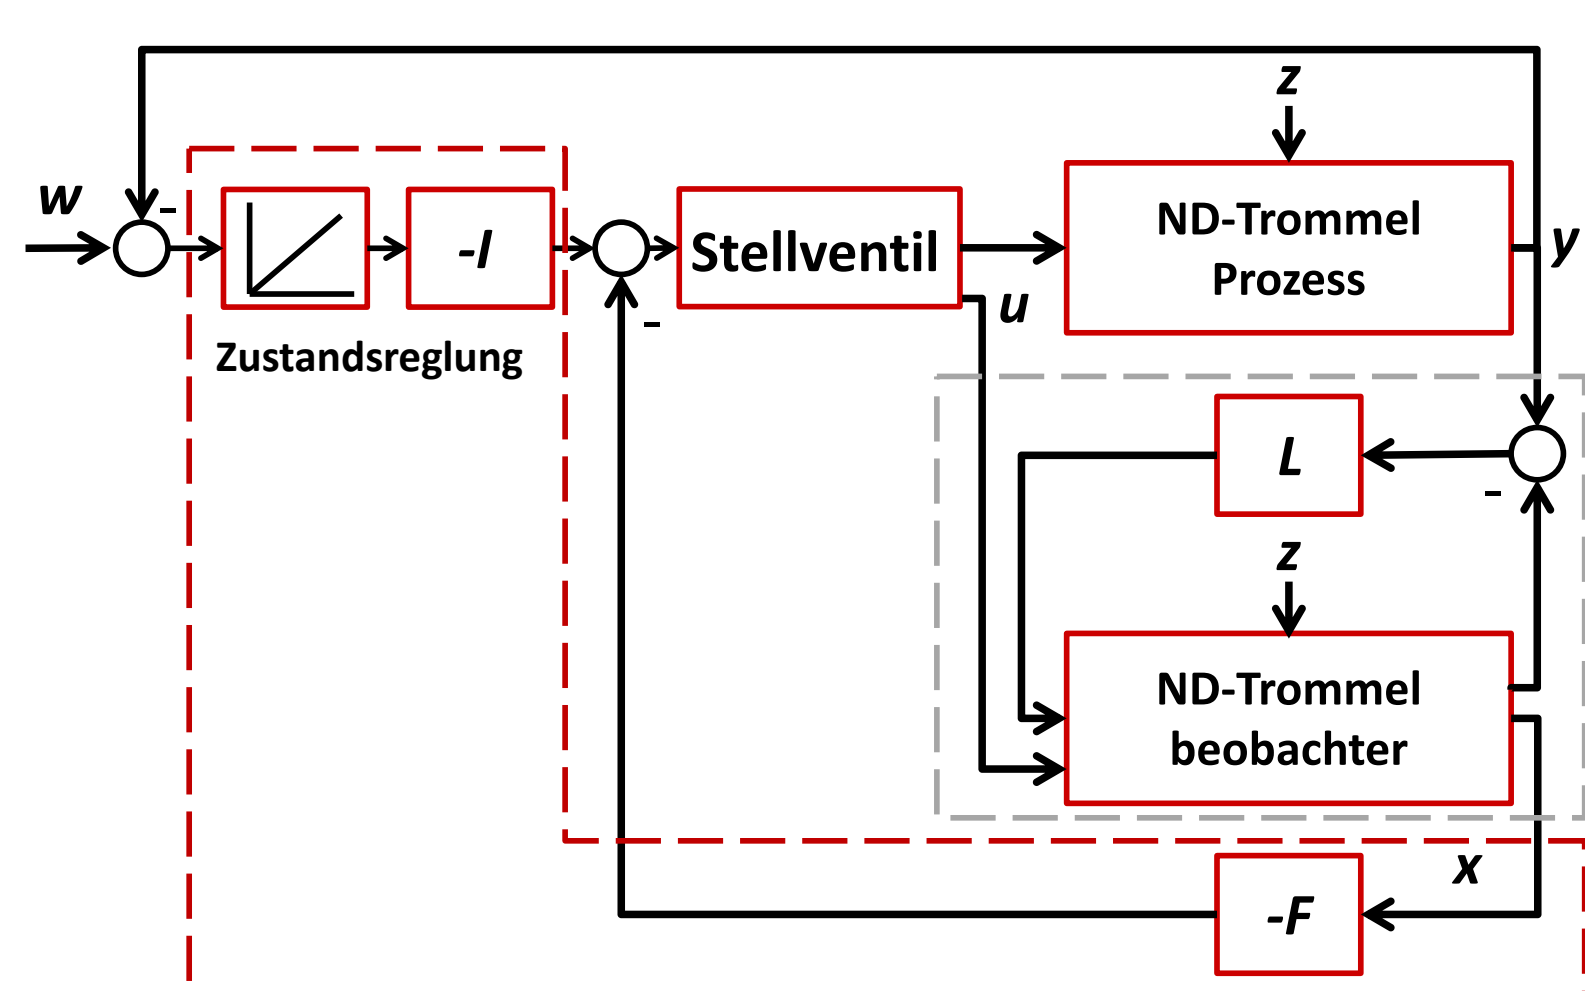 z
w
-
-I
Stellventil
ND-Trommel
Prozess
y
u
-
Zustandsreglung
L
-
z
ND-Trommel
beobachter
x
-F